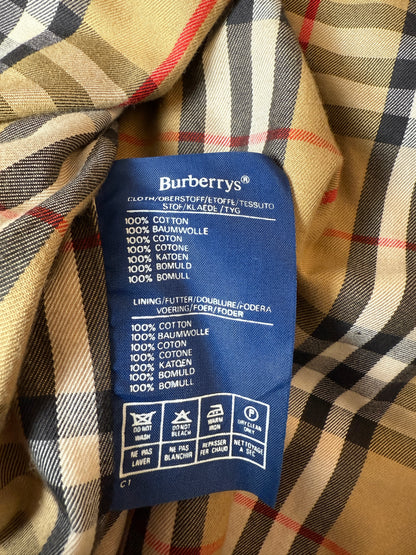 Burberrys®
CLOTH/OBERSTOFF/ETOFFE/TESSUTO
STOF/KLAEDE/TYG
100% COTTON
100% BAUMWOLLE
100% COTON
100% COTONE
100% KATOEN
100% BOMULD
100% BOMULL
LINING/FUTTER/DOUBLURE/FODERA
VOERING/FOER/FODER
100% COTTON
100% BAUMWOLLE
100% COTON
100% COTONE
100% KATOEN
100% BOMULD
100% BOMULL
DO NOT WASH
DO NOT BLEACH
WARM IRON
P
DRY CLEAN ONLY
NE PAS LAVER
NE PAS BLANCHIR
REPASSER FER CHAUD
NETTOYAGE A SEC
C1